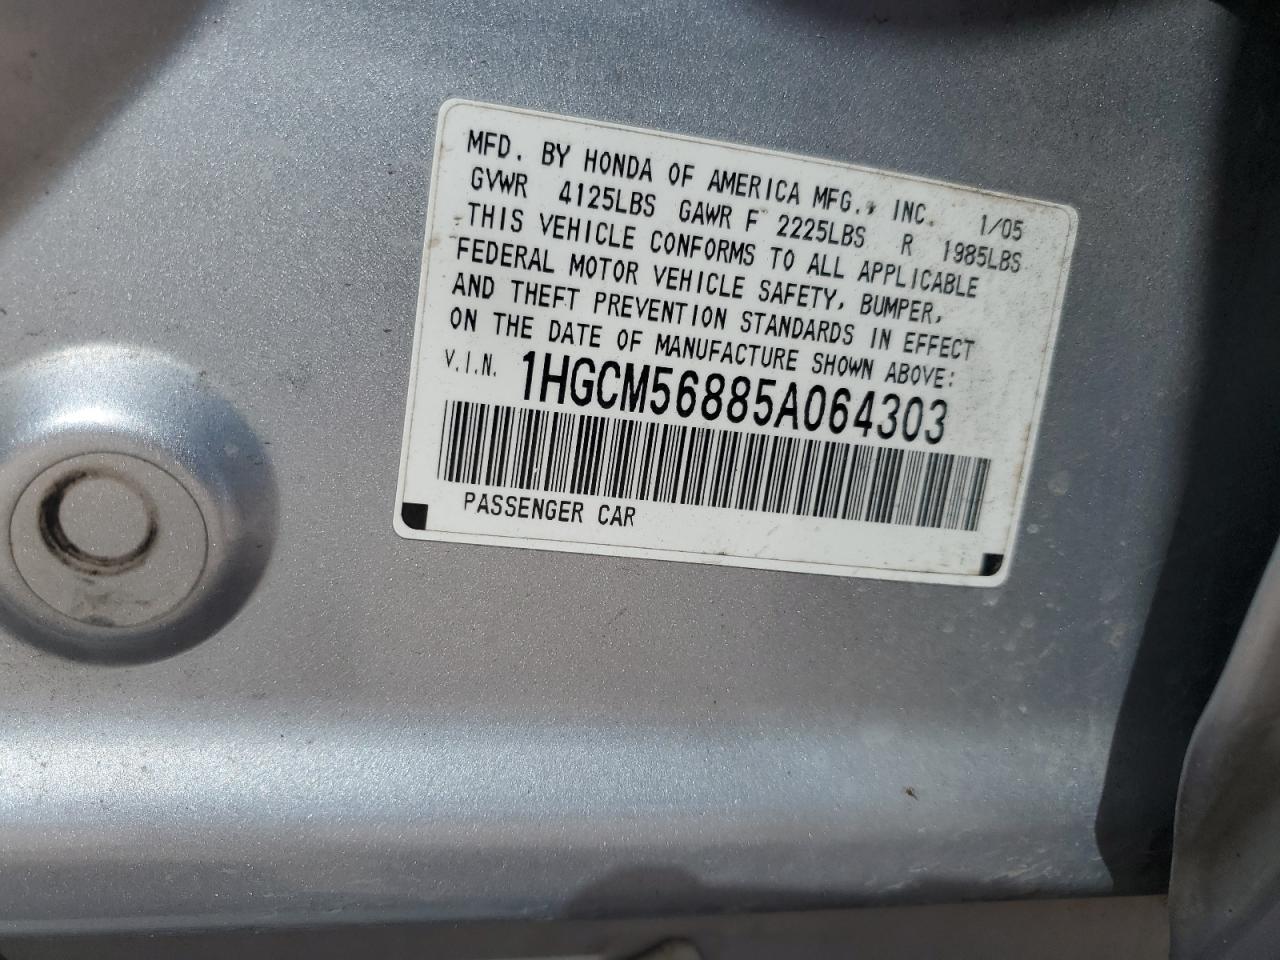 MFD. BY HONDA OF AMERICA MFG., INC. 1/05
GVWR 4125LBS GAWR F 2225LBS R 1985LBS
THIS VEHICLE CONFORMS TO ALL APPLICABLE
FEDERAL MOTOR VEHICLE SAFETY, BUMPER,
AND THEFT PREVENTION STANDARDS IN EFFECT
ON THE DATE OF MANUFACTURE SHOWN ABOVE:
V.I.N. 1HGCM56885A064303
PASSENGER CAR